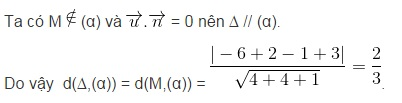 Ta có M ∉ (α) và →u . →n = 0 nên Δ // (α).
Do vậy d(Δ,(α)) = d(M,(α)) = |−6 + 2 − 1 + 3| / √(4 + 4 + 1) = 2/3.